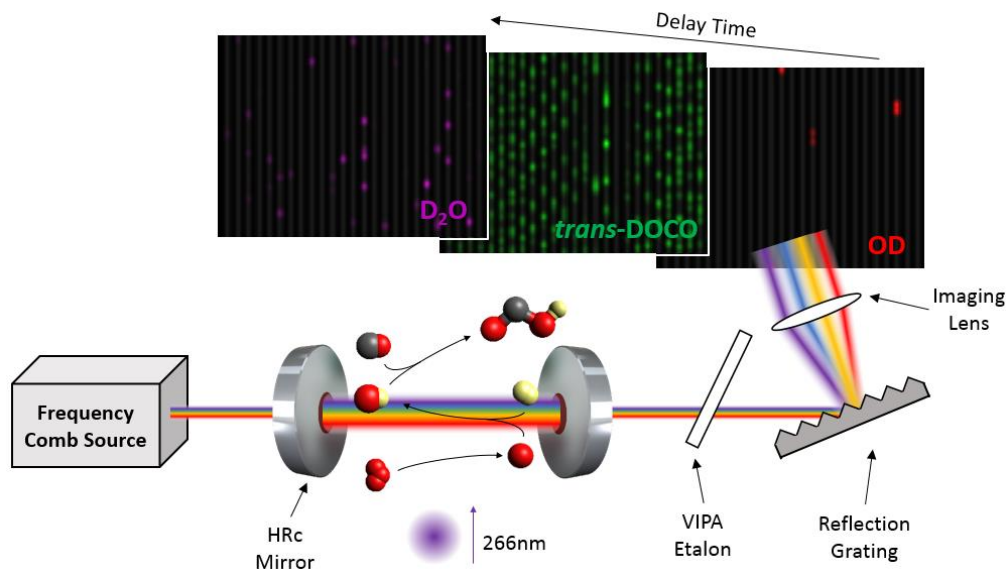 Delay Time
D₂O
trans-DOCO
OD
Imaging
Lens
Frequency
Comb Source
HRc
Mirror
266nm
VIPA
Etalon
Reflection
Grating